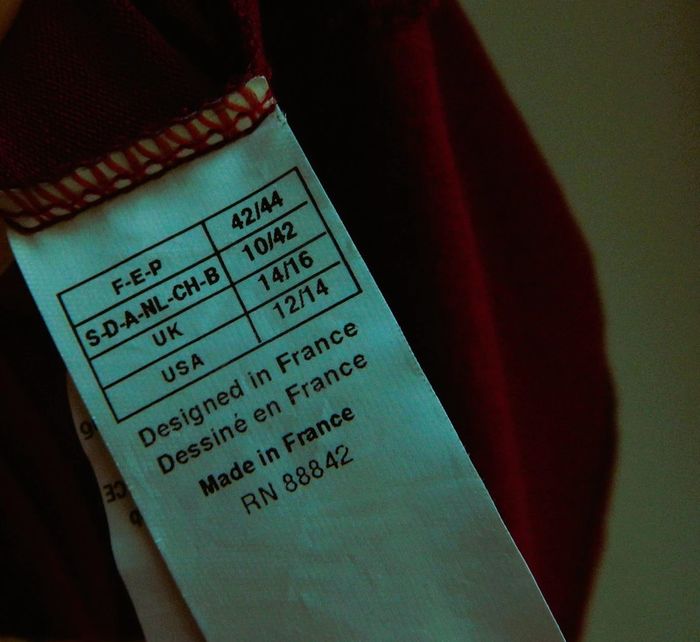 F-E-P 42/44
S-D-A-NL-CH-B 10/42
UK 14/16
USA 12/14
Designed in France
Dessiné en France
Made in France
RN 88842